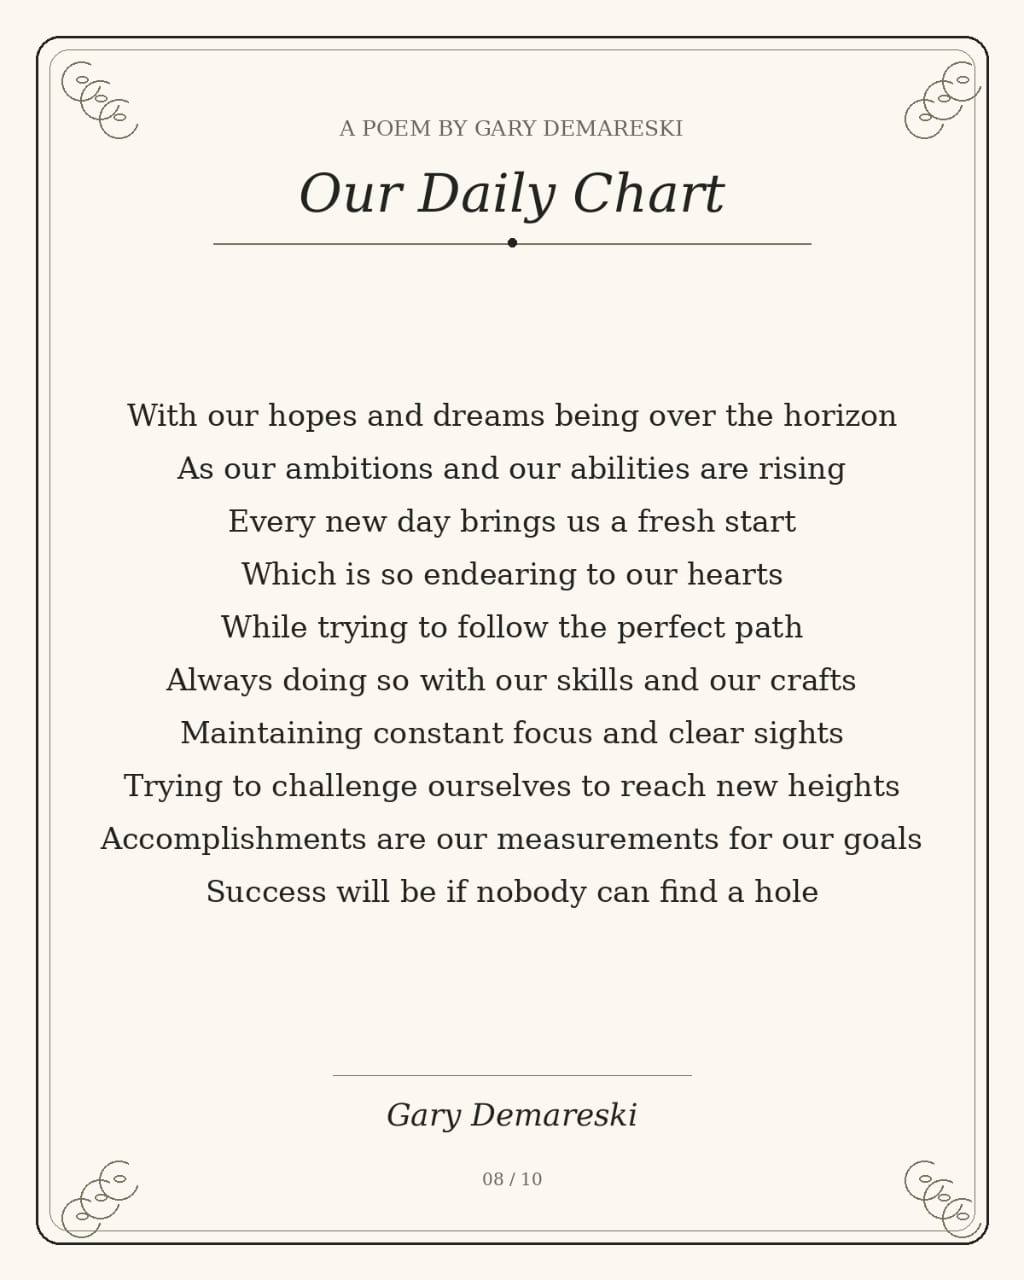 A POEM BY GARY DEMARESKI
Our Daily Chart
With our hopes and dreams being over the horizon
As our ambitions and our abilities are rising
Every new day brings us a fresh start
Which is so endearing to our hearts
While trying to follow the perfect path
Always doing so with our skills and our crafts
Maintaining constant focus and clear sights
Trying to challenge ourselves to reach new heights
Accomplishments are our measurements for our goals
Success will be if nobody can find a hole
Gary Demareski
08 / 10